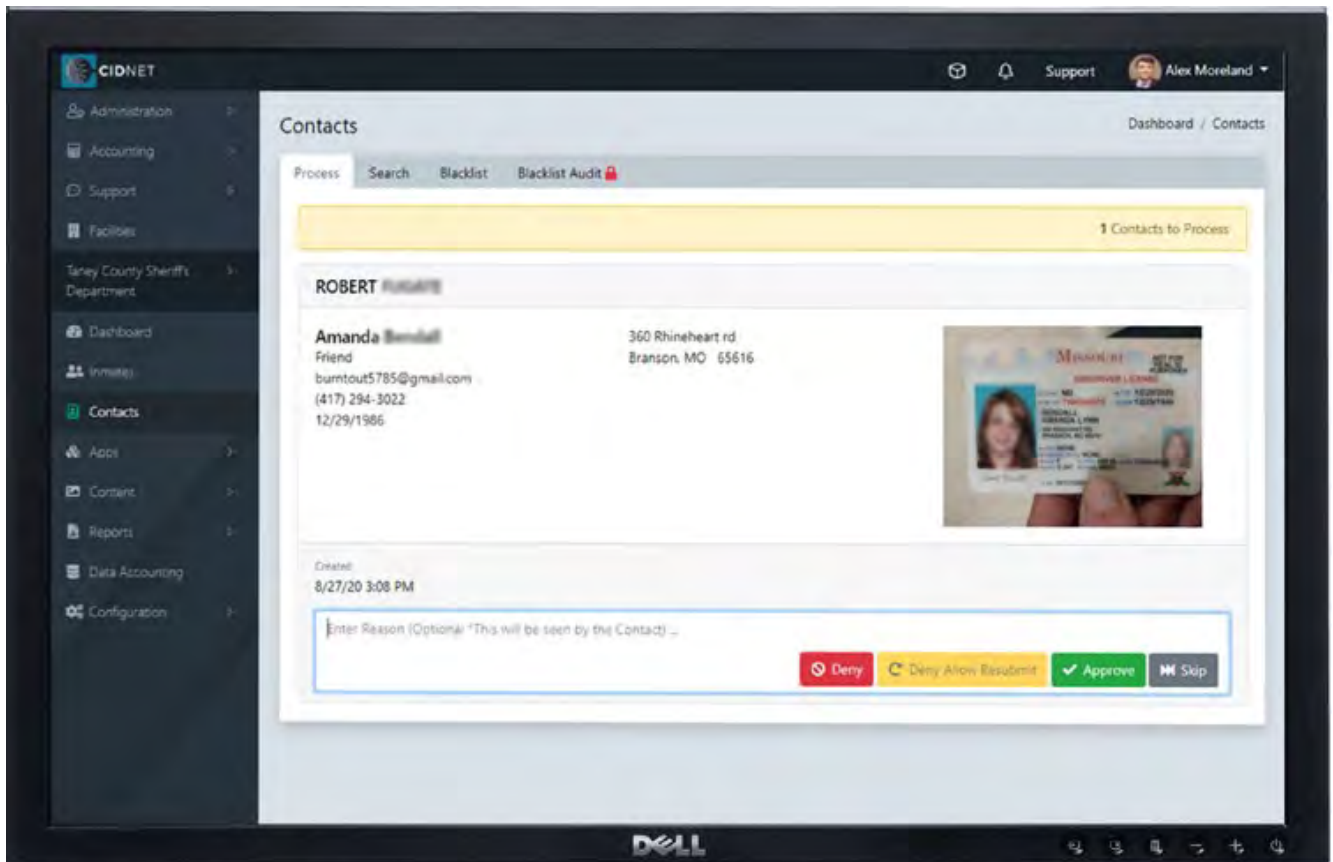 CIDNET
Support
Alex Moreland
Administration
Accounting
Support
Facilities
Taney County Sheriff's
Department
Dashboard
Inmates
Contacts
Apps
Content
Reports
Data Accounting
Configuration
Contacts
Dashboard / Contacts
Process
Search
Blacklist
Blacklist Audit
1 Contacts to Process
ROBERT
Amanda
Friend
burntout5785@gmail.com
(417) 294-3022
12/29/1986
360 Rhineheart rd
Branson, MO 65616
MISSOURI
Created
8/27/20 3:08 PM
Enter Reason (Optional *This will be seen by the Contact) ...
Deny
Deny Allow Resubmit
Approve
Skip
DELL